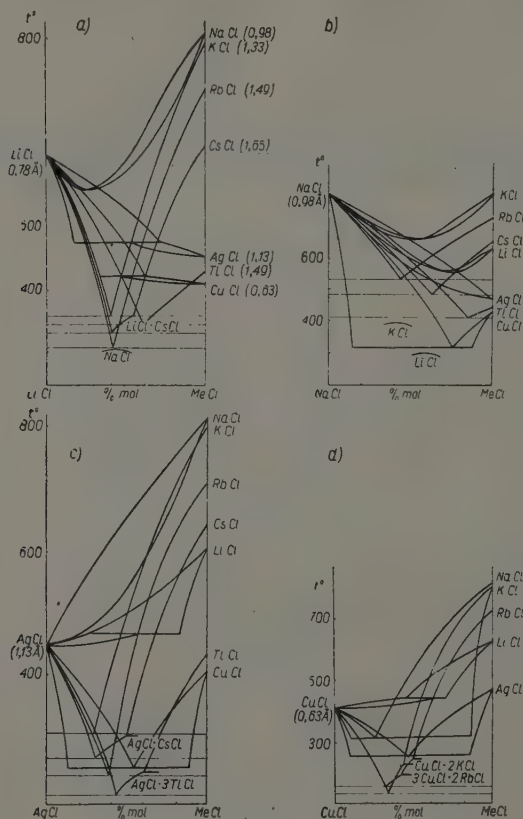 a)
t°
800
500
400
LiCl
0,78Å)
NaCl (0,98)
KCl (1,33)
RbCl (1,49)
CsCl (1,65)
AgCl (1,13)
TlCl (1,49)
CuCl (0,63)
LiCl·CsCl
NaCl
LiCl
% mol
MeCl
b)
t°
NaCl
(0,98Å)
600
400
KCl
RbCl
CsCl
LiCl
AgCl
TlCl
CuCl
KCl
LiCl
NaCl
% mol
MeCl
c)
t°
800
600
AgCl
(1,13Å)
400
NaCl
KCl
RbCl
CsCl
LiCl
TlCl
CuCl
AgCl·CsCl
AgCl·3TlCl
AgCl
% mol
MeCl
d)
t°
700
500
CuCl
(0,63Å)
300
NaCl
KCl
RbCl
LiCl
AgCl
CuCl·2KCl
3CuCl·2RbCl
CuCl
% mol
MeCl